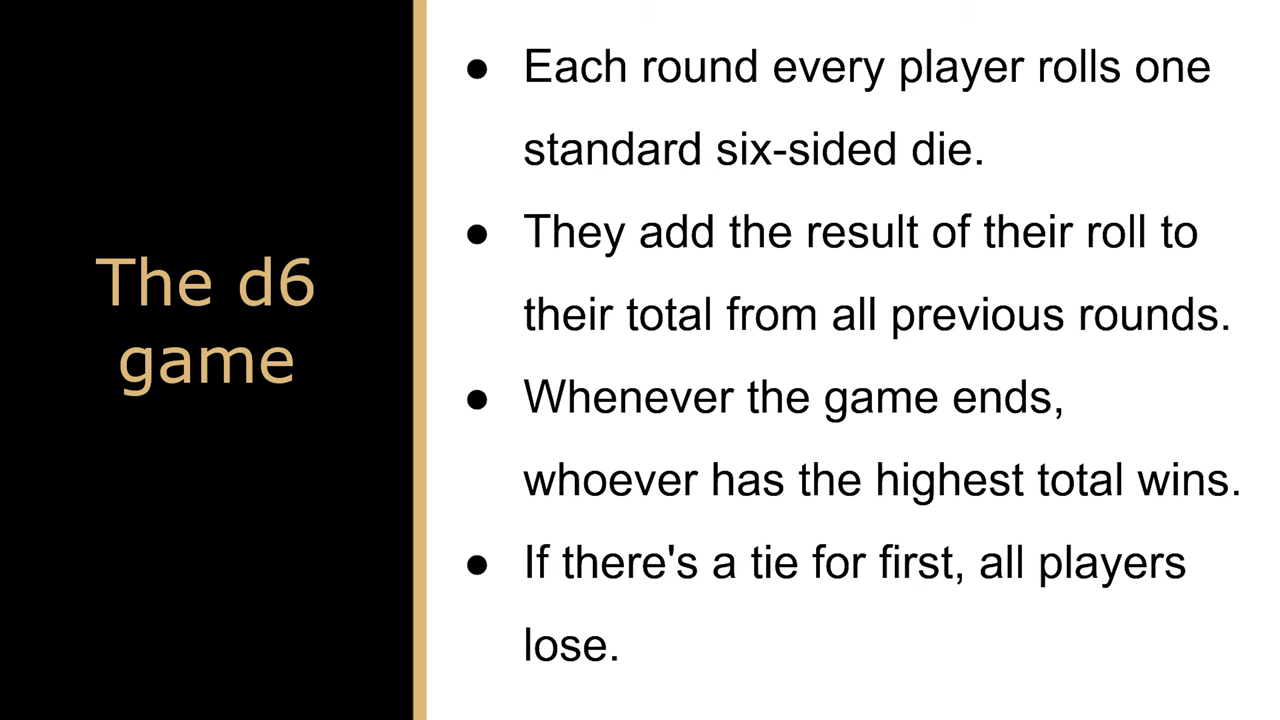 The d6
game
● Each round every player rolls one
standard six-sided die.
● They add the result of their roll to
their total from all previous rounds.
● Whenever the game ends,
whoever has the highest total wins.
● If there's a tie for first, all players
lose.